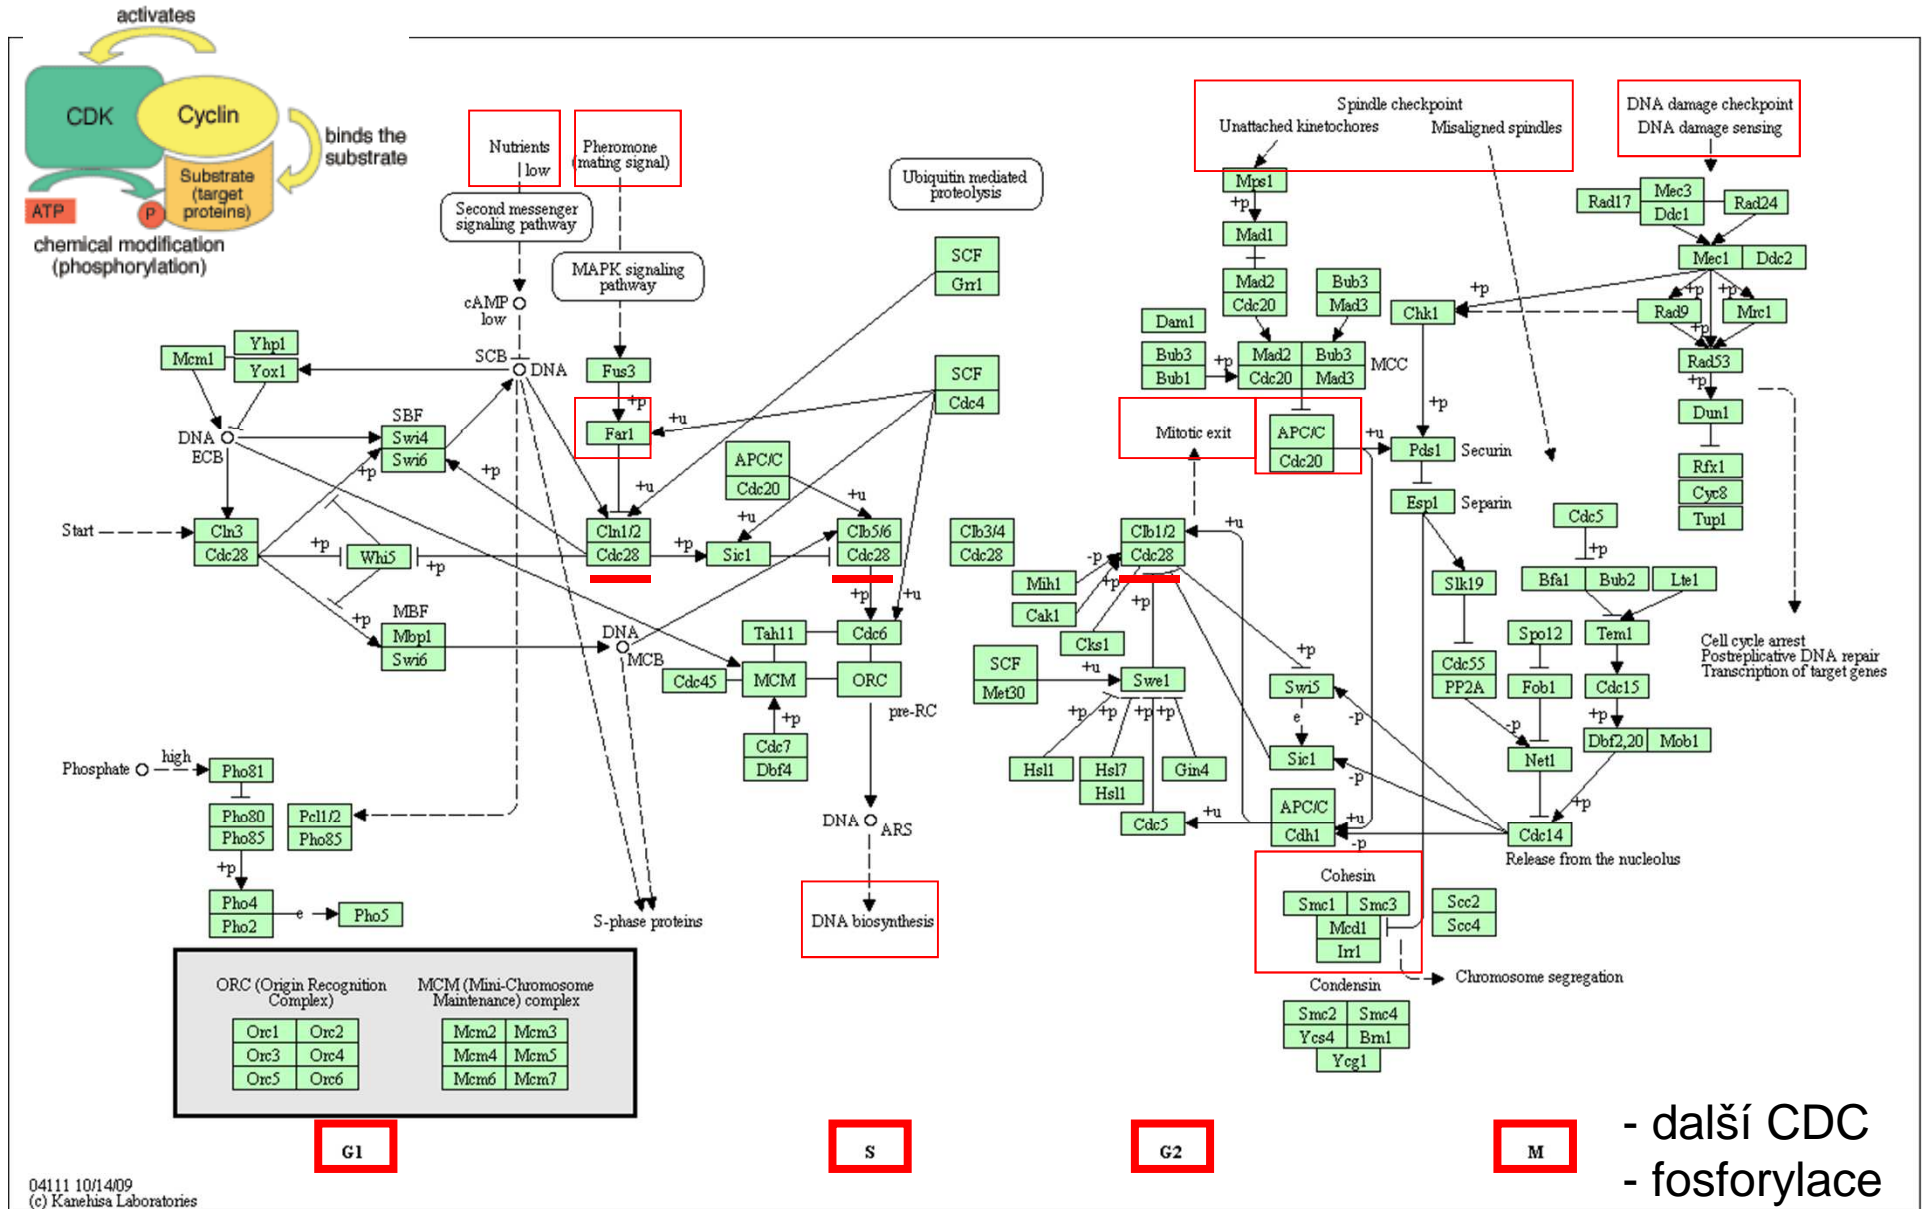 activates
CDK
Cyclin
binds the
substrate
Substrate
(target
proteins)
ATP
P
chemical modification
(phosphorylation)
Nutrients
low
Pheromone
(mating signal)
Second messenger
signaling pathway
MAPK signaling
pathway
Ubiquitin mediated
proteolysis
cAMP
low
SCB
DNA
SCF
Grr1
SCF
Cdc4
Mcm1
Yhp1
Yox1
Fus3
+p
Far1
+u
DNA
ECB
SBF
Swi4
Swi6
+p
+p
+u
APC/C
Cdc20
+u
+u
Start
Cln3
Cdc28
+p
Whi5
+p
Cln1/2
Cdc28
+p
Sic1
Clb5/6
Cdc28
+p
+u
Clb3/4
Cdc28
+p
MBF
Mbp1
Swi6
DNA
MCB
Tah11
Cdc6
Cdc45
MCM
ORC
pre-RC
+p
Cdc7
Dbf4
Phosphate
high
Pho81
Pho80
Pho85
Pcl1/2
Pho85
+p
Pho4
Pho2
e
Pho5
S-phase proteins
DNA
ARS
DNA biosynthesis
Spindle checkpoint
Unattached kinetochores
Misaligned spindles
Mps1
+p
Mad1
Mad2
Cdc20
Bub3
Mad3
Dam1
Bub3
Bub1
+p
Mad2
Cdc20
Bub3
Mad3
MCC
Mitotic exit
APC/C
Cdc20
+u
DNA damage checkpoint
DNA damage sensing
Rad17
Mec3
Ddc1
Rad24
Mec1
Ddc2
+p
Chk1
+p
+p
Rad9
Mrc1
+p
Rad53
+p
Dun1
Rfx1
Cyc8
Tup1
+p
Pds1
Securin
Esp1
Separin
Cdc5
+p
Bfa1
Bub2
Lte1
Slk19
Spo12
Tem1
Cdc55
PP2A
Fob1
Cdc15
+p
-p
Dbf2,20
Mob1
Net1
+p
Cdc14
Release from the nucleolus
Cell cycle arrest
Postreplicative DNA repair
Transcription of target genes
Clb1/2
Cdc28
+u
-p
Mih1
+p
Cak1
+p
Cks1
SCF
Met30
+u
Swe1
+p
+p
+p
+p
Hsl1
Hsl7
Hsl1
Gin4
+p
Swi5
e
-p
Sic1
-p
Cdc5
+u
APC/C
Cdh1
+u
-p
Cohesin
Smc1
Smc3
Mcd1
Irr1
Scc2
Scc4
Chromosome segregation
Condensin
Smc2
Smc4
Ycs4
Brn1
Ycg1
ORC (Origin Recognition
Complex)
Orc1
Orc2
Orc3
Orc4
Orc5
Orc6
MCM (Mini-Chromosome
Maintenance) complex
Mcm2
Mcm3
Mcm4
Mcm5
Mcm6
Mcm7
G1
S
G2
M
- další CDC
- fosforylace
04111 10/14/09
(c) Kanehisa Laboratories